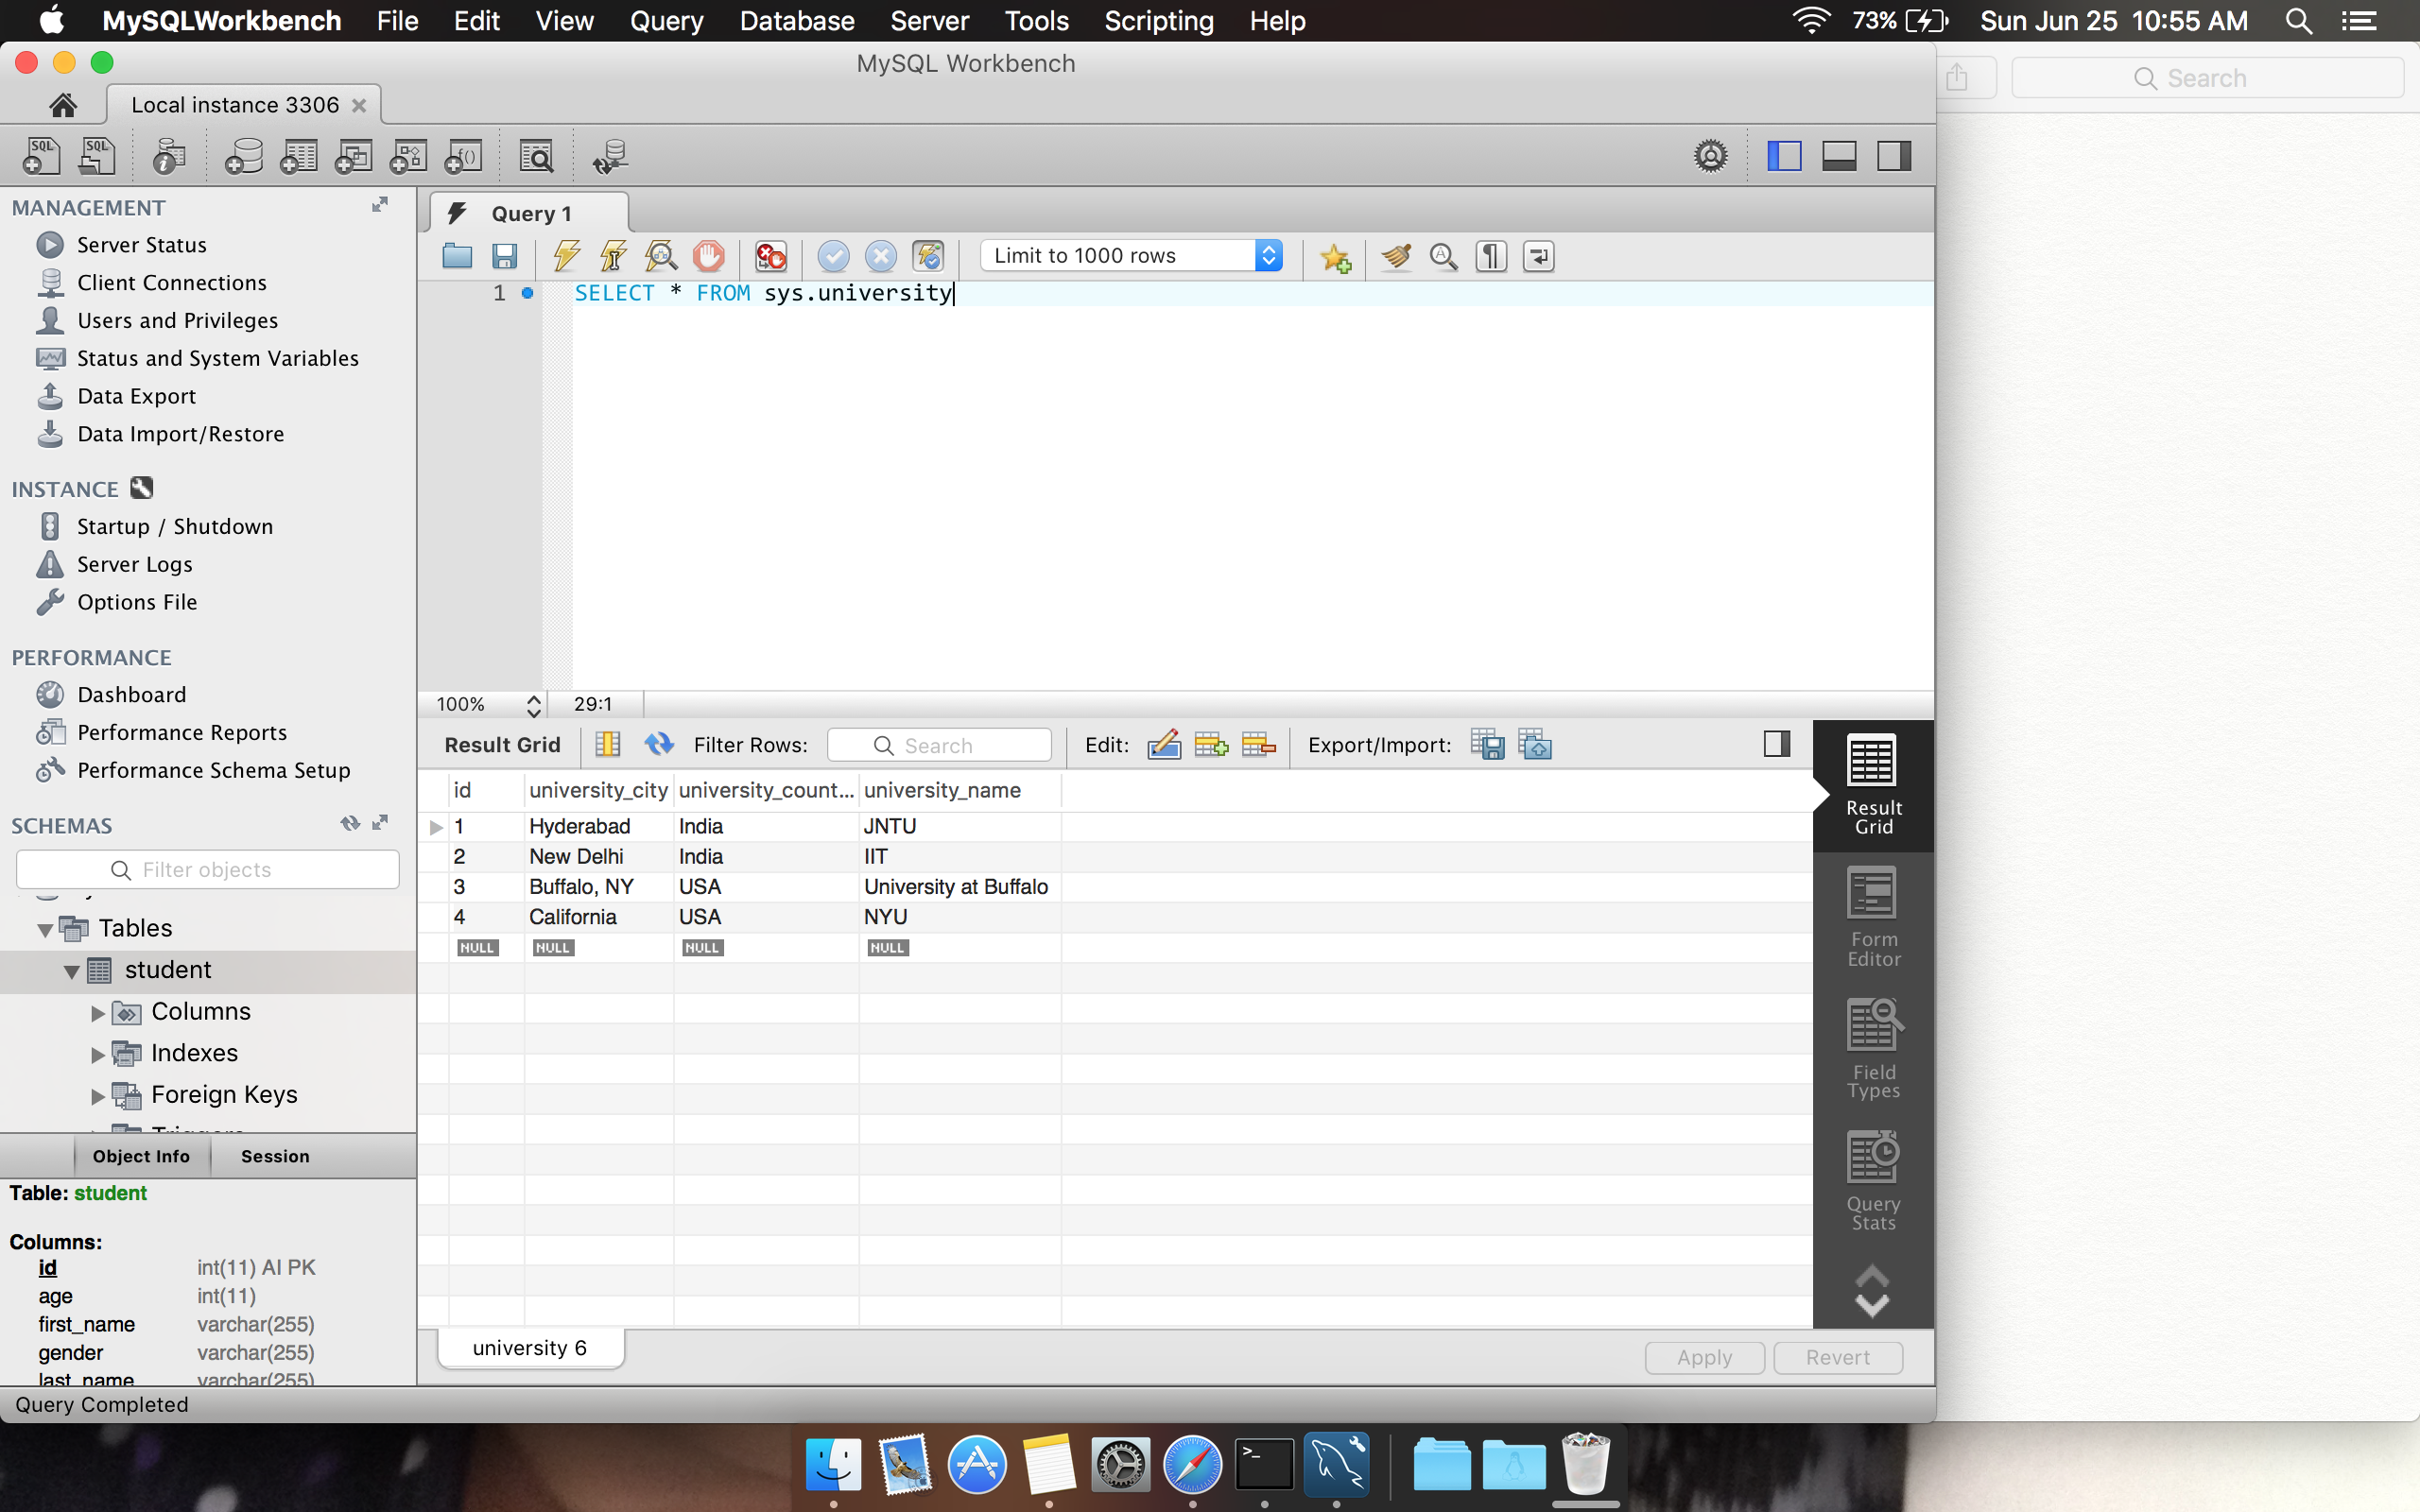 MySQLWorkbench File Edit View Query Database Server Tools Scripting Help 73% Sun Jun 25 10:55 AM
MySQL Workbench
Search
Local instance 3306
SQL SQL
MANAGEMENT
Server Status
Client Connections
Users and Privileges
Status and System Variables
Data Export
Data Import/Restore
INSTANCE
Startup / Shutdown
Server Logs
Options File
PERFORMANCE
Dashboard
Performance Reports
Performance Schema Setup
SCHEMAS
Filter objects
Tables
student
Columns
Indexes
Foreign Keys
Triggers
Object Info Session
Table: student
Columns:
id int(11) AI PK
age int(11)
first_name varchar(255)
gender varchar(255)
last_name varchar(255)
Query 1
Limit to 1000 rows
1 SELECT * FROM sys.university
100% 29:1
Result Grid Filter Rows: Search Edit: Export/Import:
id university_city university_count... university_name
1 Hyderabad India JNTU
2 New Delhi India IIT
3 Buffalo, NY USA University at Buffalo
4 California USA NYU
NULL NULL NULL NULL
Result
Grid
Form
Editor
Field
Types
Query
Stats
university 6
Apply Revert
Query Completed